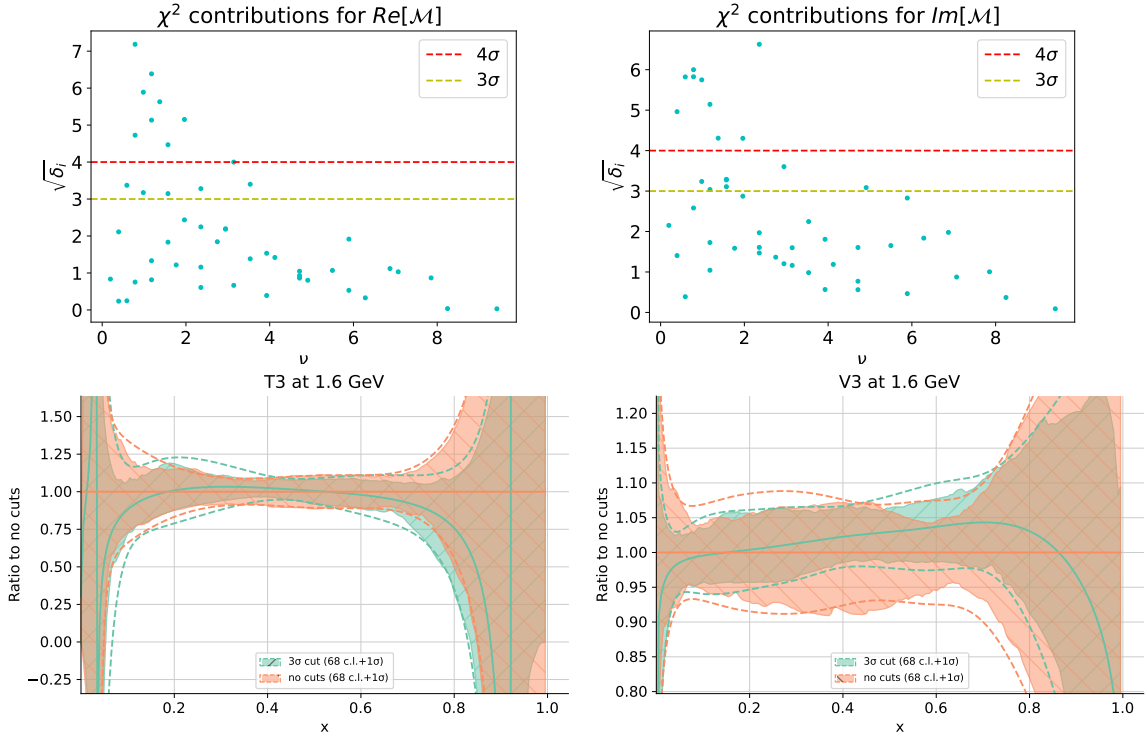 χ² contributions for Re[ℳ]
7
6
5
4
3
2
1
0
√δᵢ
4σ
3σ
0 2 4 6 8
ν
χ² contributions for Im[ℳ]
6
5
4
3
2
1
0
√δᵢ
4σ
3σ
0 2 4 6 8
ν
T3 at 1.6 GeV
1.50
1.25
1.00
0.75
0.50
0.25
0.00
−0.25
Ratio to no cuts
3σ cut (68 c.l.+1σ)
no cuts (68 c.l.+1σ)
0.2 0.4 0.6 0.8 1.0
x
V3 at 1.6 GeV
1.20
1.15
1.10
1.05
1.00
0.95
0.90
0.85
0.80
Ratio to no cuts
3σ cut (68 c.l.+1σ)
no cuts (68 c.l.+1σ)
0.2 0.4 0.6 0.8 1.0
x